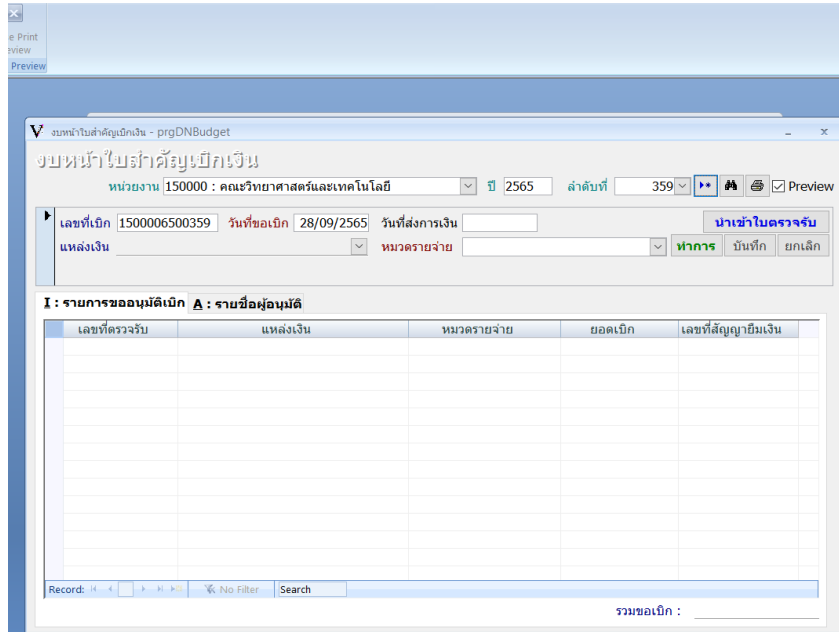 e Print
eview
Preview
งบหน้าใบสำคัญเบิกเงิน - prgDNBudget
งบหน้าใบสำคัญเบิกเงิน
หน่วยงาน 150000 : คณะวิทยาศาสตร์และเทคโนโลยี ปี 2565 ลำดับที่ 359 Preview
เลขที่เบิก 1500006500359 วันที่ขอเบิก 28/09/2565 วันที่ส่งการเงิน นำเข้าใบตรวจรับ
แหล่งเงิน หมวดรายจ่าย ทำการ บันทึก ยกเลิก
I : รายการขออนุมัติเบิก A : รายชื่อผู้อนุมัติ
เลขที่ตรวจรับ แหล่งเงิน หมวดรายจ่าย ยอดเบิก เลขที่สัญญายืมเงิน
Record: No Filter Search
รวมขอเบิก :